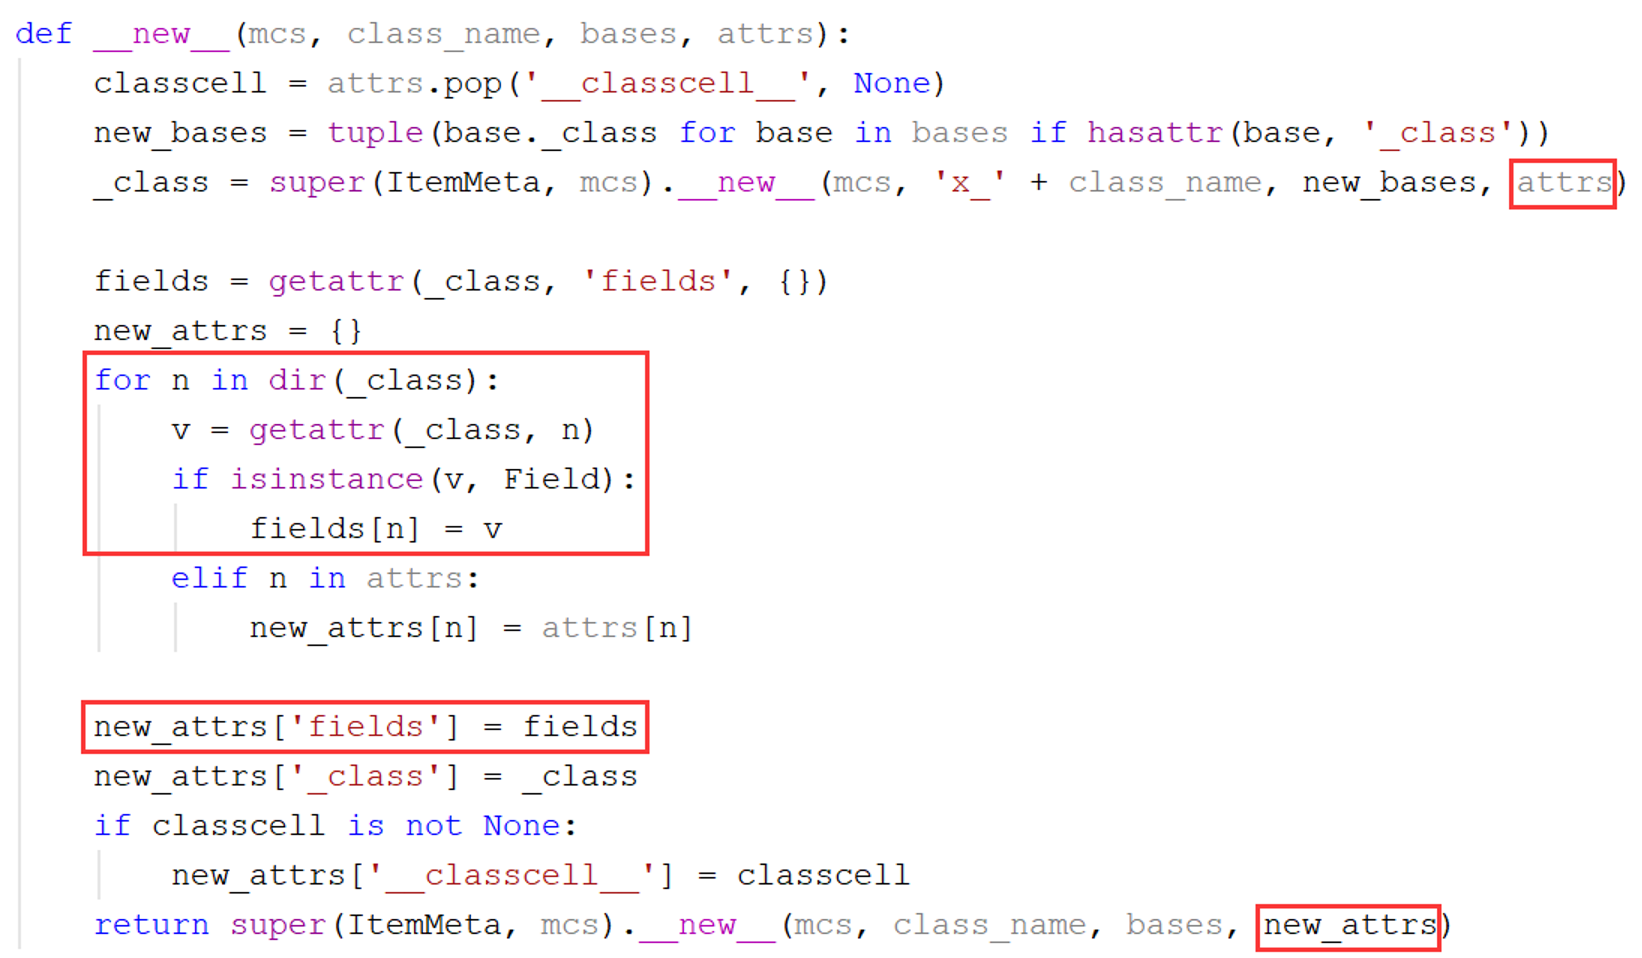 def __new__(mcs, class_name, bases, attrs):
    classcell = attrs.pop('__classcell__', None)
    new_bases = tuple(base._class for base in bases if hasattr(base, '_class'))
    _class = super(ItemMeta, mcs).__new__(mcs, 'x_' + class_name, new_bases, attrs)

    fields = getattr(_class, 'fields', {})
    new_attrs = {}
    for n in dir(_class):
        v = getattr(_class, n)
        if isinstance(v, Field):
            fields[n] = v
        elif n in attrs:
            new_attrs[n] = attrs[n]

    new_attrs['fields'] = fields
    new_attrs['_class'] = _class
    if classcell is not None:
        new_attrs['__classcell__'] = classcell
    return super(ItemMeta, mcs).__new__(mcs, class_name, bases, new_attrs)